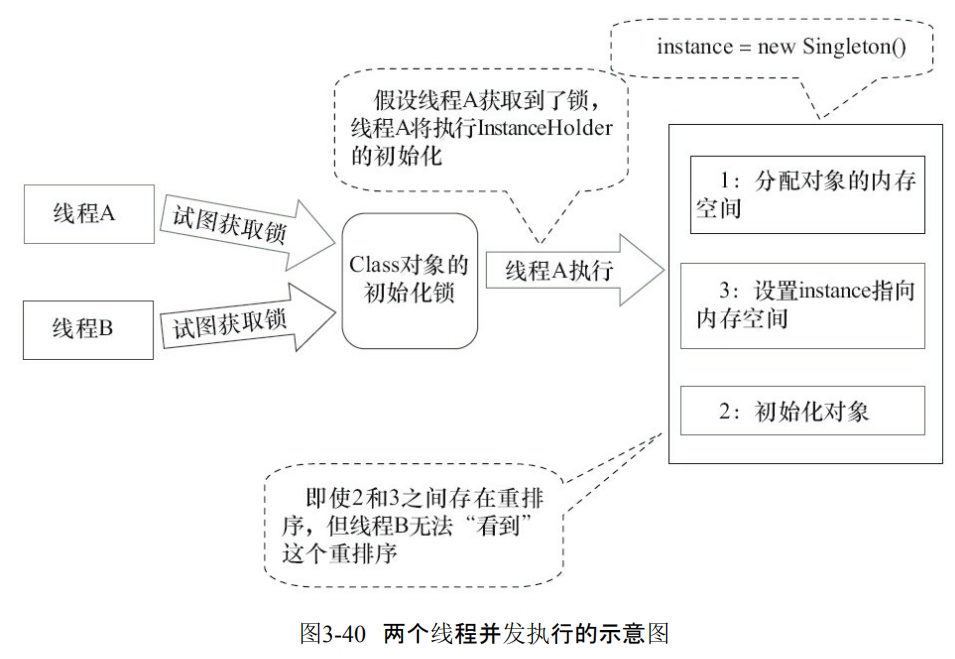 instance = new Singleton()
假设线程A获取到了锁，
线程A将执行InstanceHolder
的初始化
线程A
试图获取锁
线程B
试图获取锁
Class对象的
初始化锁
线程A执行
1：分配对象的内存
空间
3：设置instance指向
内存空间
2：初始化对象
即使2和3之间存在重排
序，但线程B无法“看到”
这个重排序
图3-40 两个线程并发执行的示意图